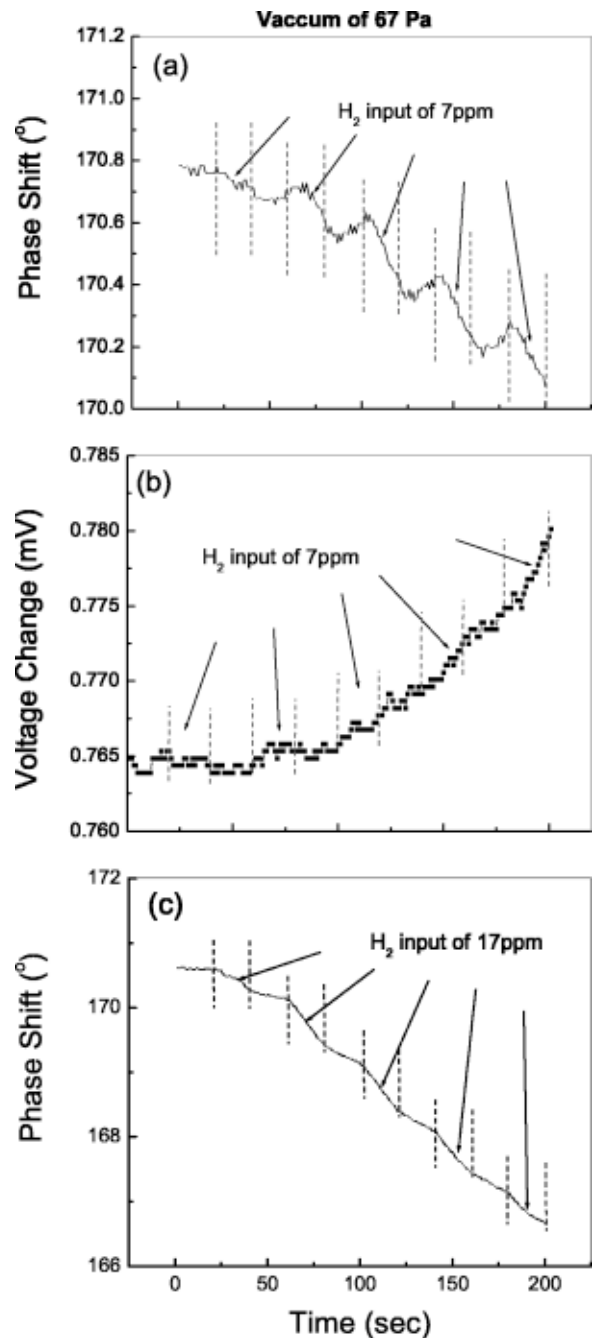 Vaccum of 67 Pa
(a)
H2 input of 7ppm
Phase Shift (°)
171.2
171.0
170.8
170.6
170.4
170.2
170.0
(b)
H2 input of 7ppm
Voltage Change (mV)
0.785
0.780
0.775
0.770
0.765
0.760
(c)
H2 input of 17ppm
Phase Shift (°)
172
170
168
166
0 50 100 150 200
Time (sec)